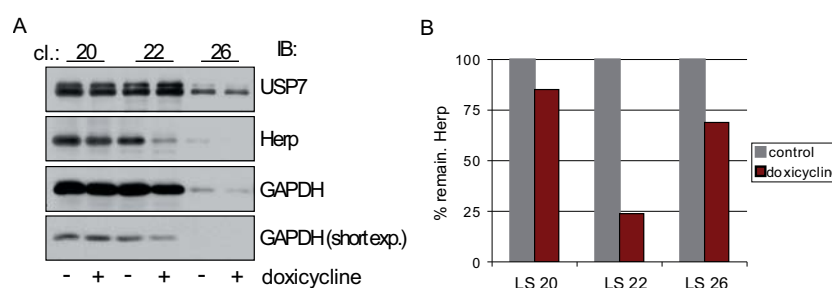 A
cl.: 20 22 26 IB:
USP7
Herp
GAPDH
GAPDH (short exp.)
- + - + - + doxicycline
B
% remain. Herp
100
75
50
25
0
LS 20 LS 22 LS 26
control
doxicycline